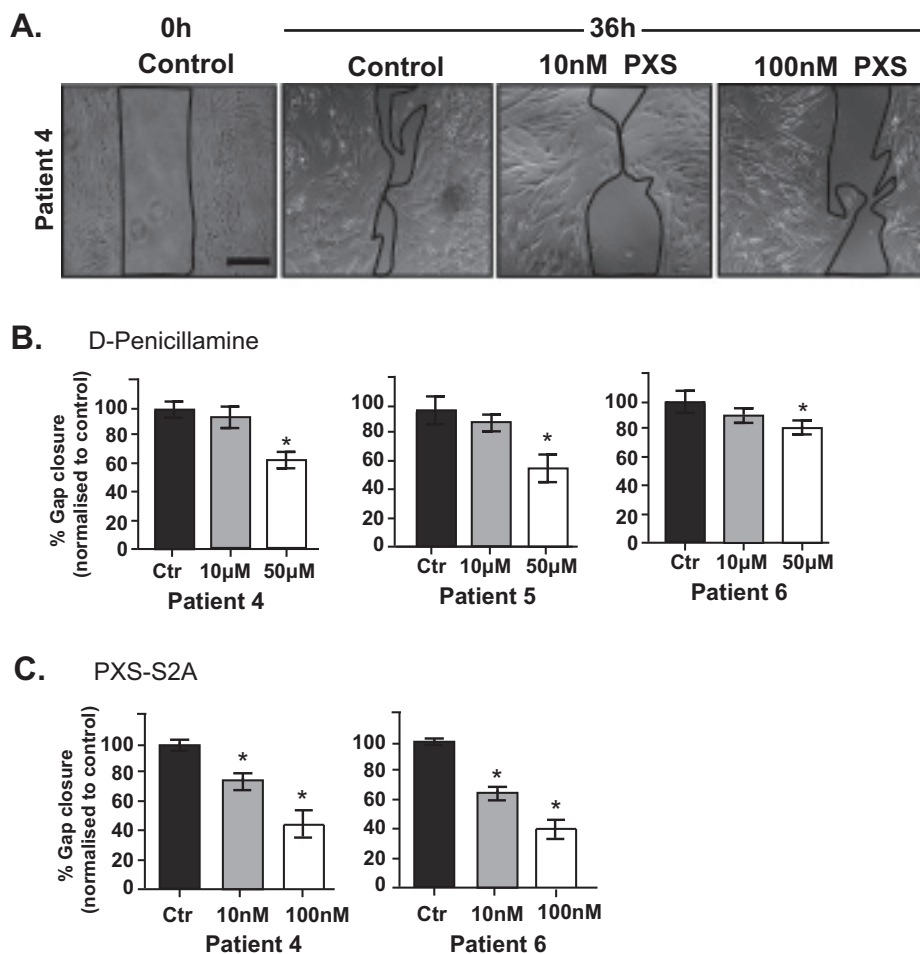 A.
0h
36h
Control
Control
10nM PXS
100nM PXS
Patient 4
B. D-Penicillamine
% Gap closure
(normalised to control)
100
80
60
40
20
0
Ctr 10µM 50µM
Patient 4
*
100
80
60
40
20
0
Ctr 10µM 50µM
Patient 5
*
100
80
60
40
20
0
Ctr 10µM 50µM
Patient 6
*
C. PXS-S2A
% Gap closure
(normalised to control)
100
80
60
40
20
0
Ctr 10nM 100nM
Patient 4
*
*
100
80
60
40
20
0
Ctr 10nM 100nM
Patient 6
*
*